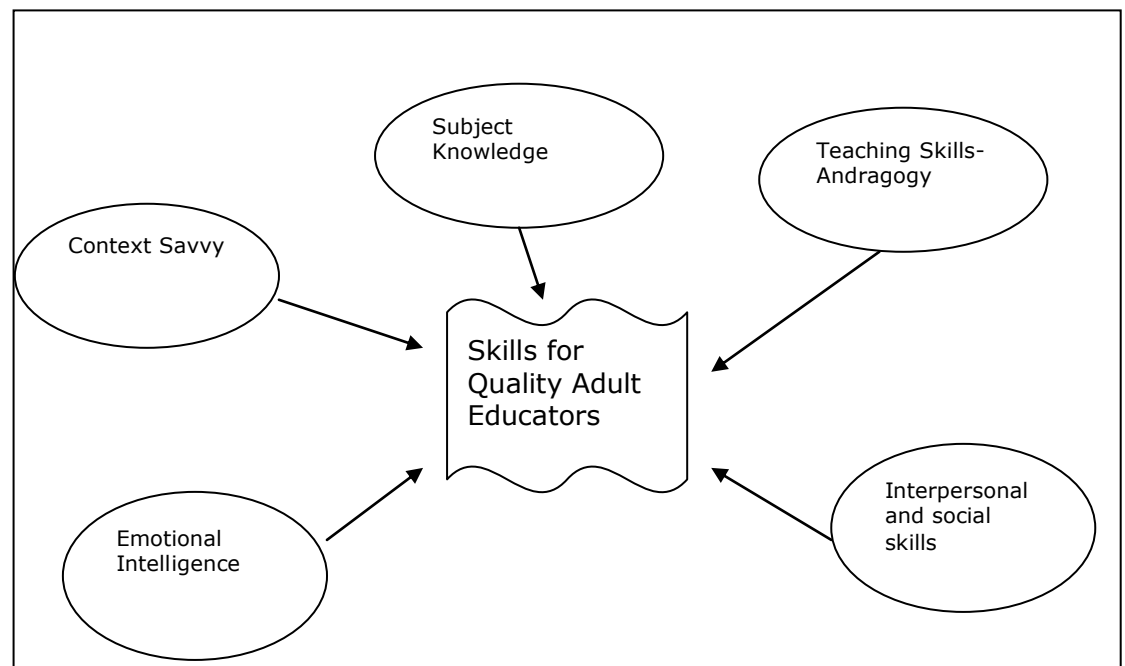 Subject
Knowledge
Teaching Skills-
Andragogy
Context Savvy
Skills for
Quality Adult
Educators
Emotional
Intelligence
Interpersonal
and social
skills